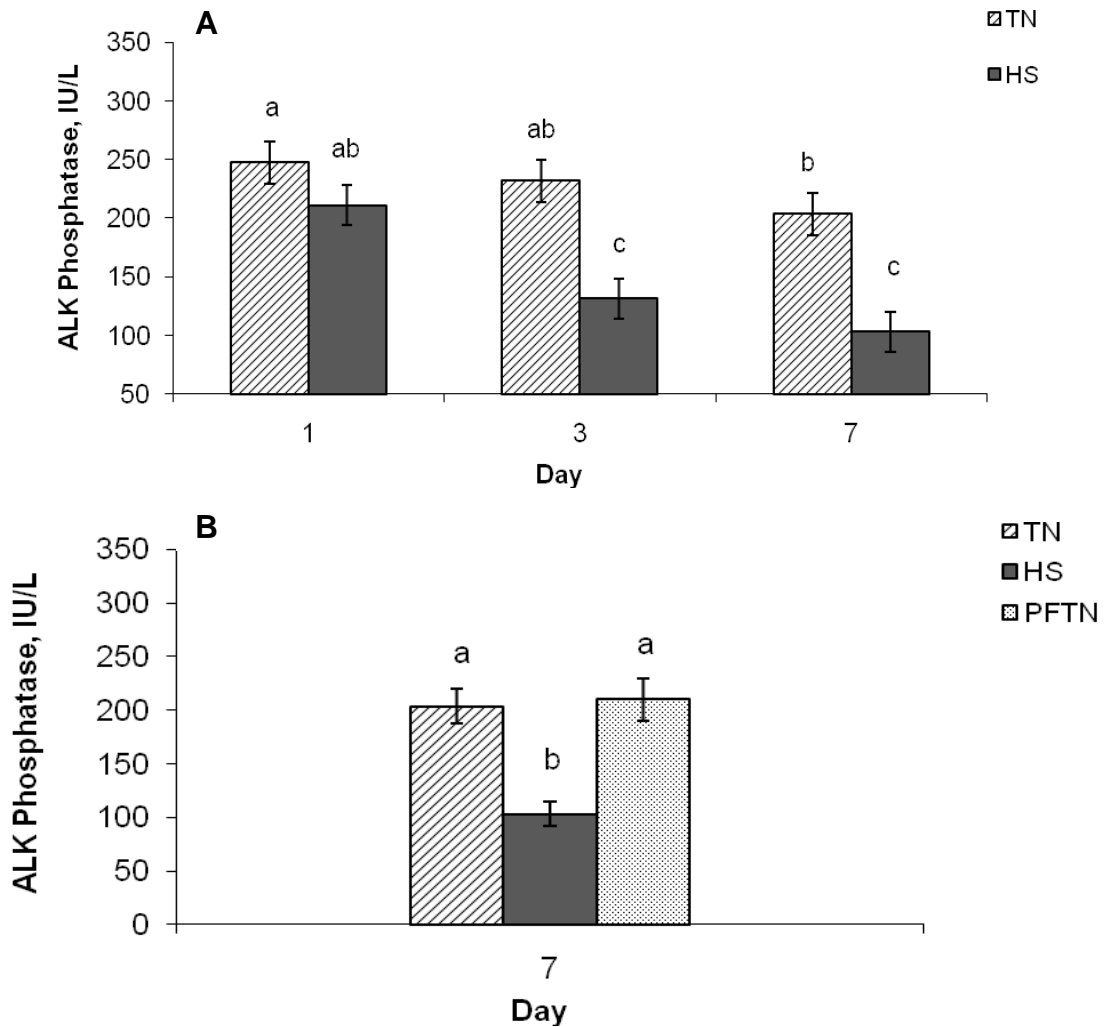 A
TN
HS
ALK Phosphatase, IU/L
350
300
250
200
150
100
50
a
ab
ab
c
b
c
1 3 7
Day
B
TN
HS
PFTN
ALK Phosphatase, IU/L
350
300
250
200
150
100
50
0
a
b
a
7
Day